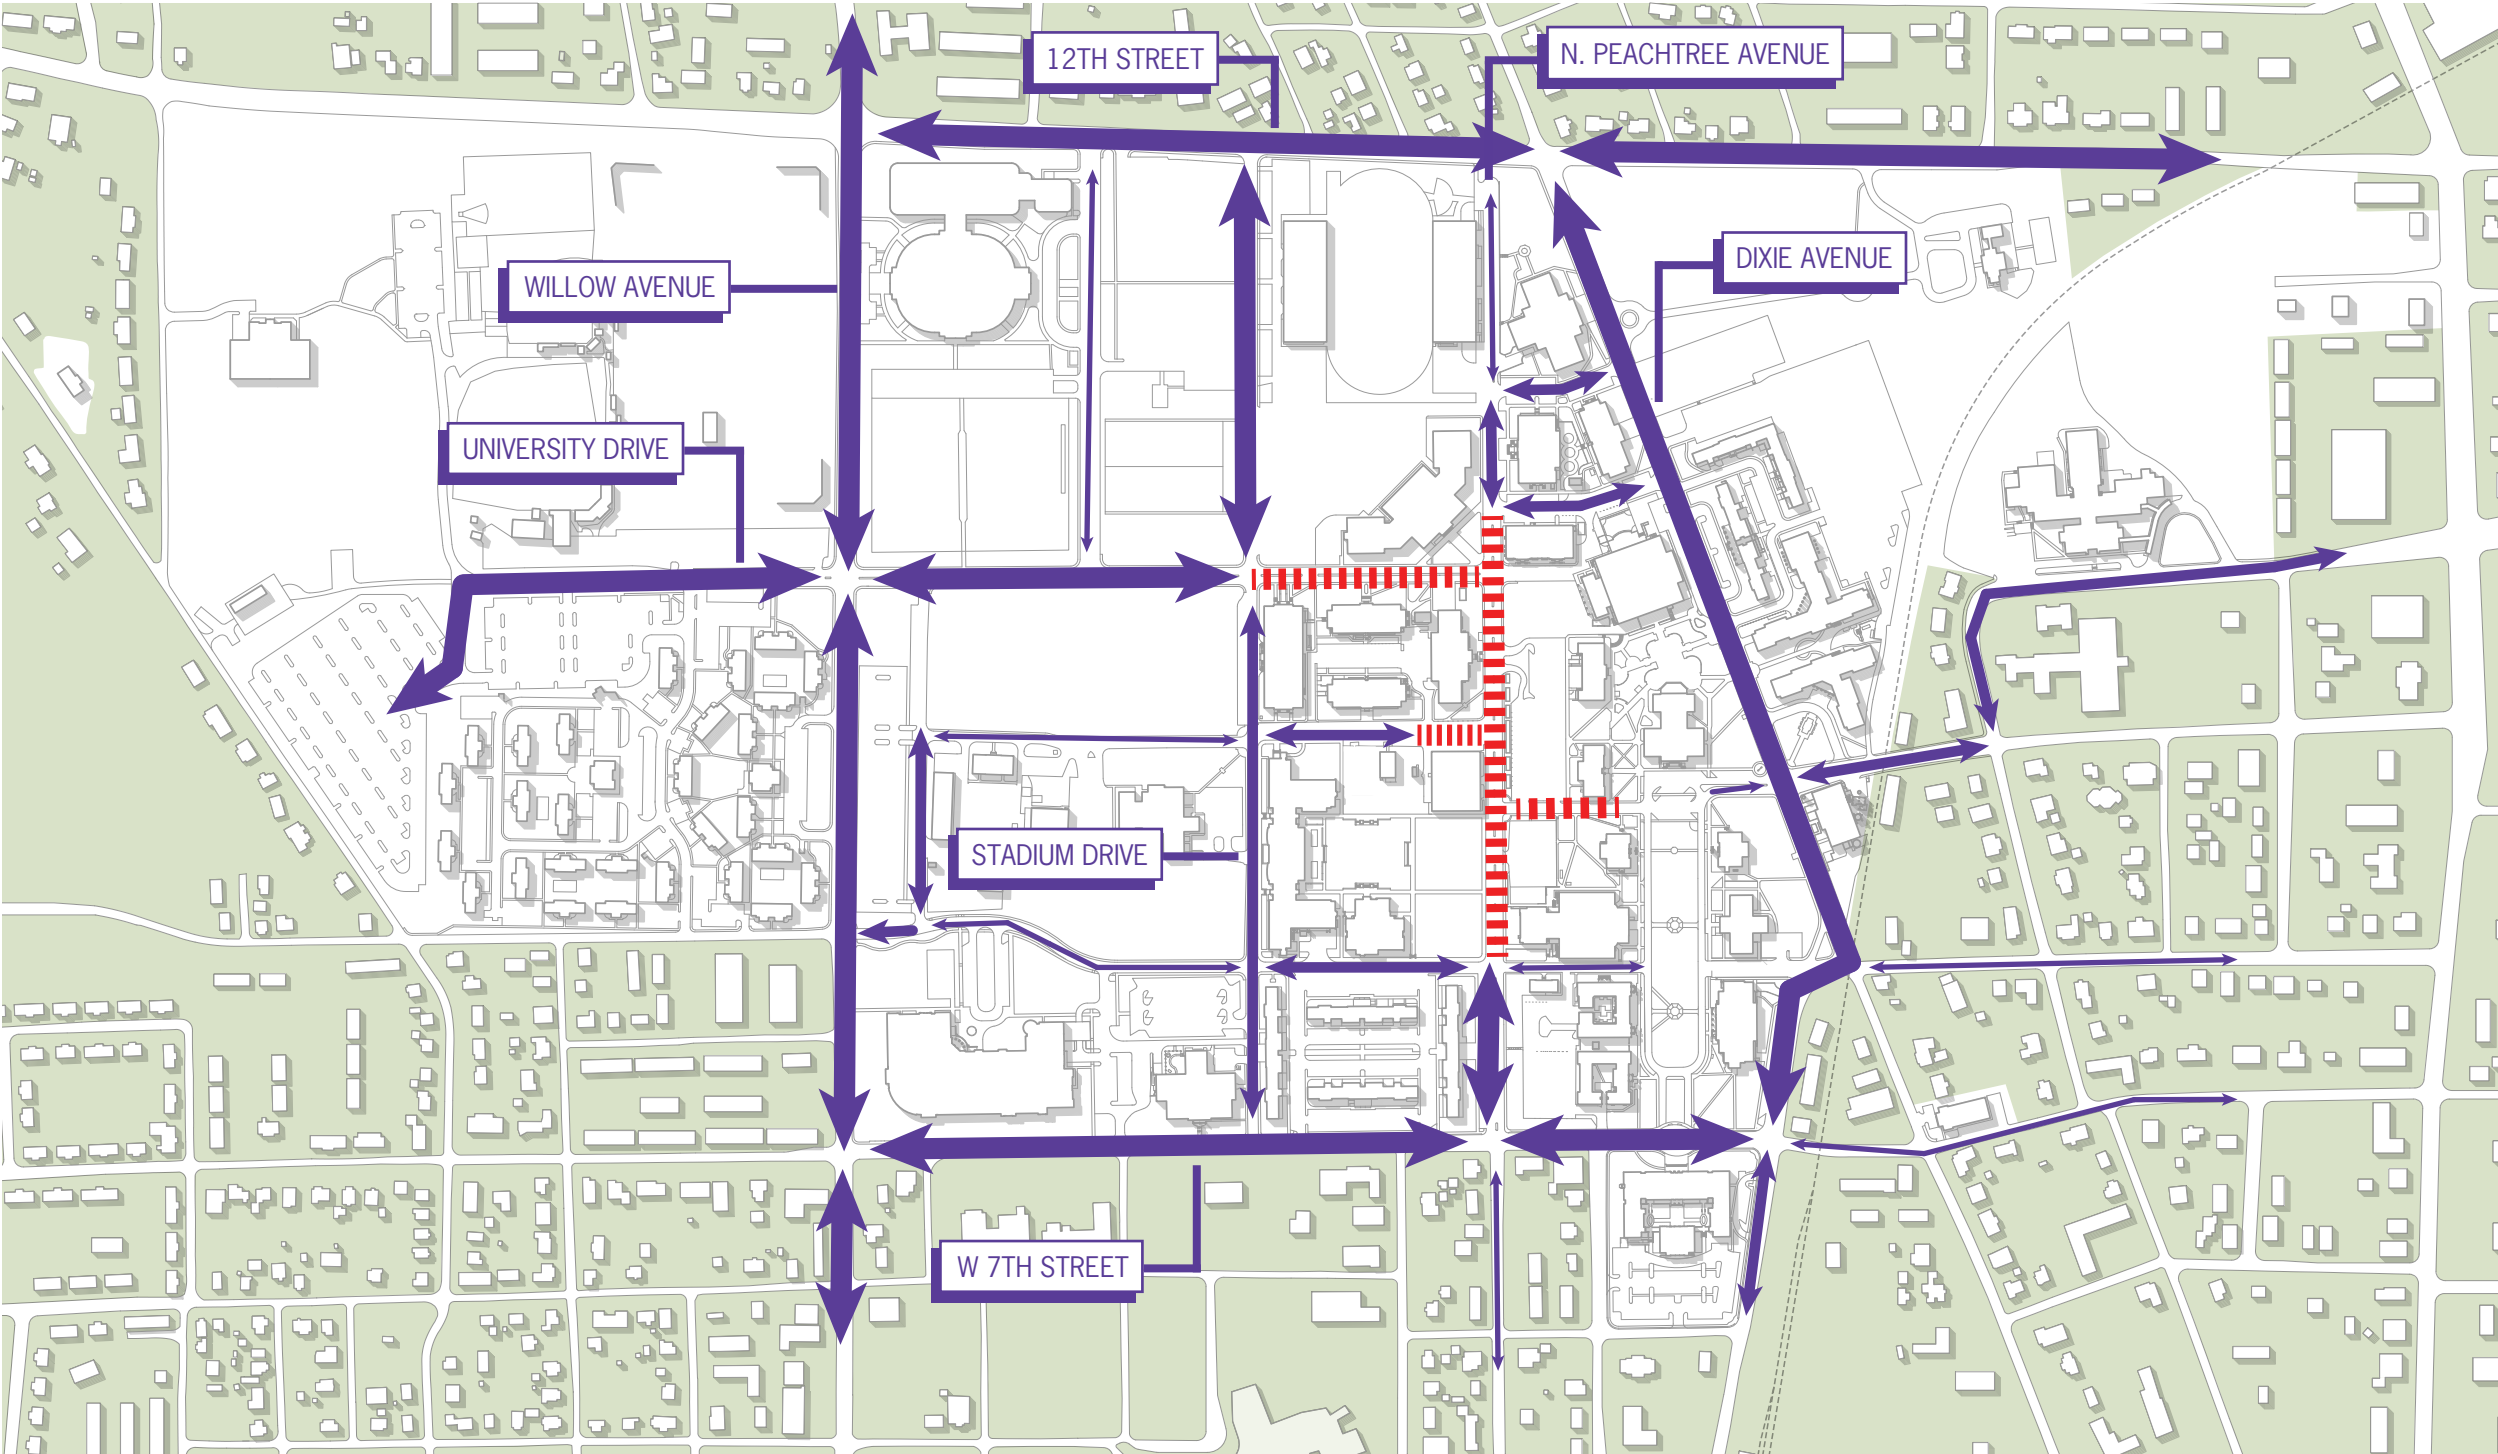 12TH STREET
N. PEACHTREE AVENUE
DIXIE AVENUE
WILLOW AVENUE
UNIVERSITY DRIVE
STADIUM DRIVE
W 7TH STREET